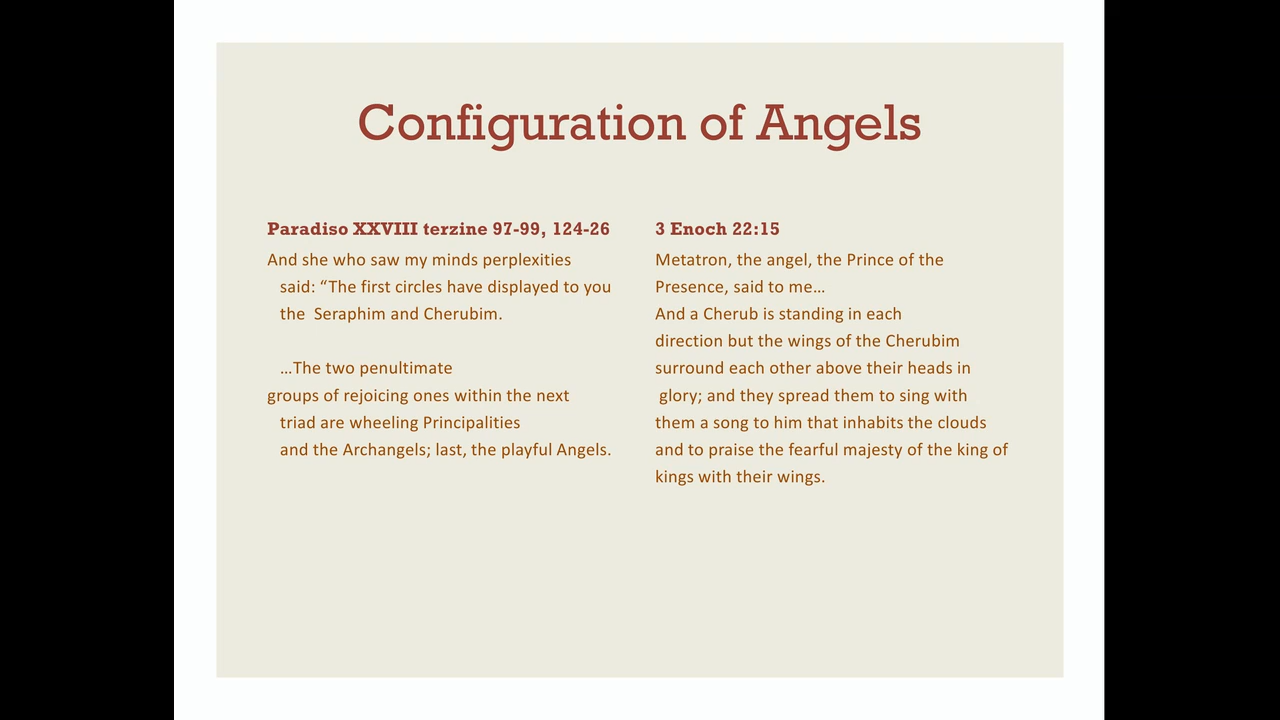 Configuration of Angels
Paradiso XXVIII terzine 97-99, 124-26
And she who saw my minds perplexities
said: “The first circles have displayed to you
the  Seraphim and Cherubim.
…The two penultimate
groups of rejoicing ones within the next
triad are wheeling Principalities
and the Archangels; last, the playful Angels.
3 Enoch 22:15
Metatron, the angel, the Prince of the
Presence, said to me…
And a Cherub is standing in each
direction but the wings of the Cherubim
surround each other above their heads in
glory; and they spread them to sing with
them a song to him that inhabits the clouds
and to praise the fearful majesty of the king of
kings with their wings.